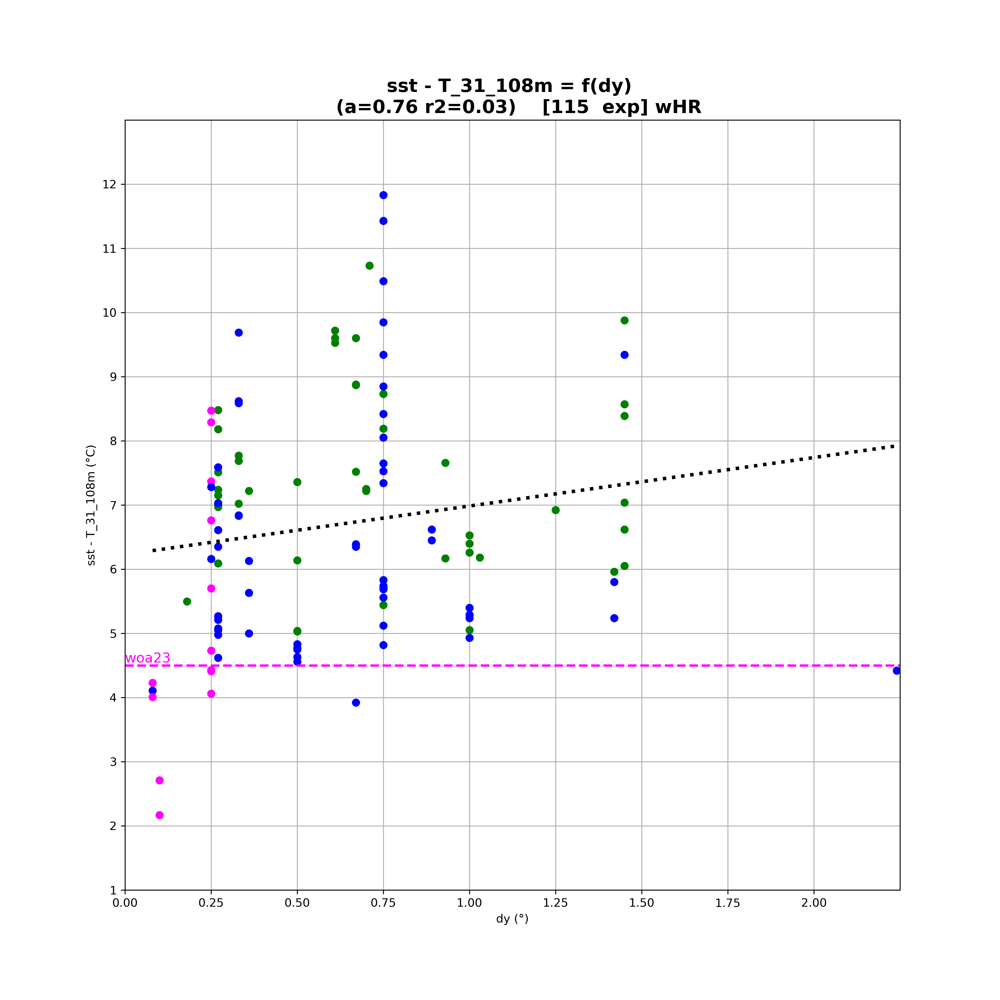 sst - T_31_108m = f(dy)
(a=0.76 r2=0.03)    [115  exp] wHR
12
11
10
9
8
7
6
5
4
3
2
1
sst - T_31_108m (°C)
woa23
0.00 0.25 0.50 0.75 1.00 1.25 1.50 1.75 2.00
dy (°)